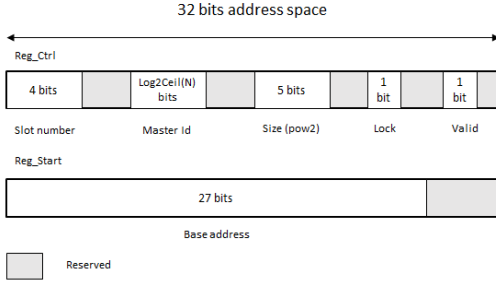 32 bits address space
Reg_Ctrl
4 bits
Log2Ceil(N)
bits
5 bits
1
bit
1
bit
Slot number
Master Id
Size (pow2)
Lock
Valid
Reg_Start
27 bits
Base address
Reserved